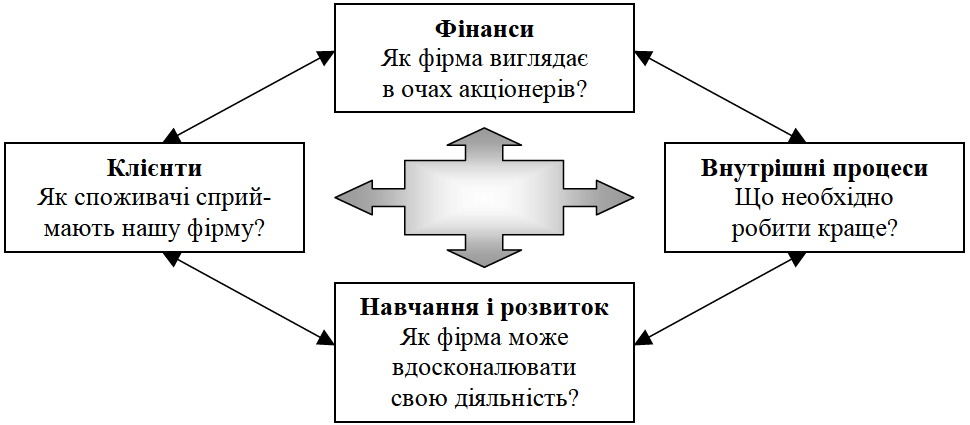 Фінанси
Як фірма виглядає
в очах акціонерів?
Клієнти
Як споживачі сприй-
мають нашу фірму?
Внутрішні процеси
Що необхідно
робити краще?
Навчання і розвиток
Як фірма може
вдосконалювати
свою діяльність?